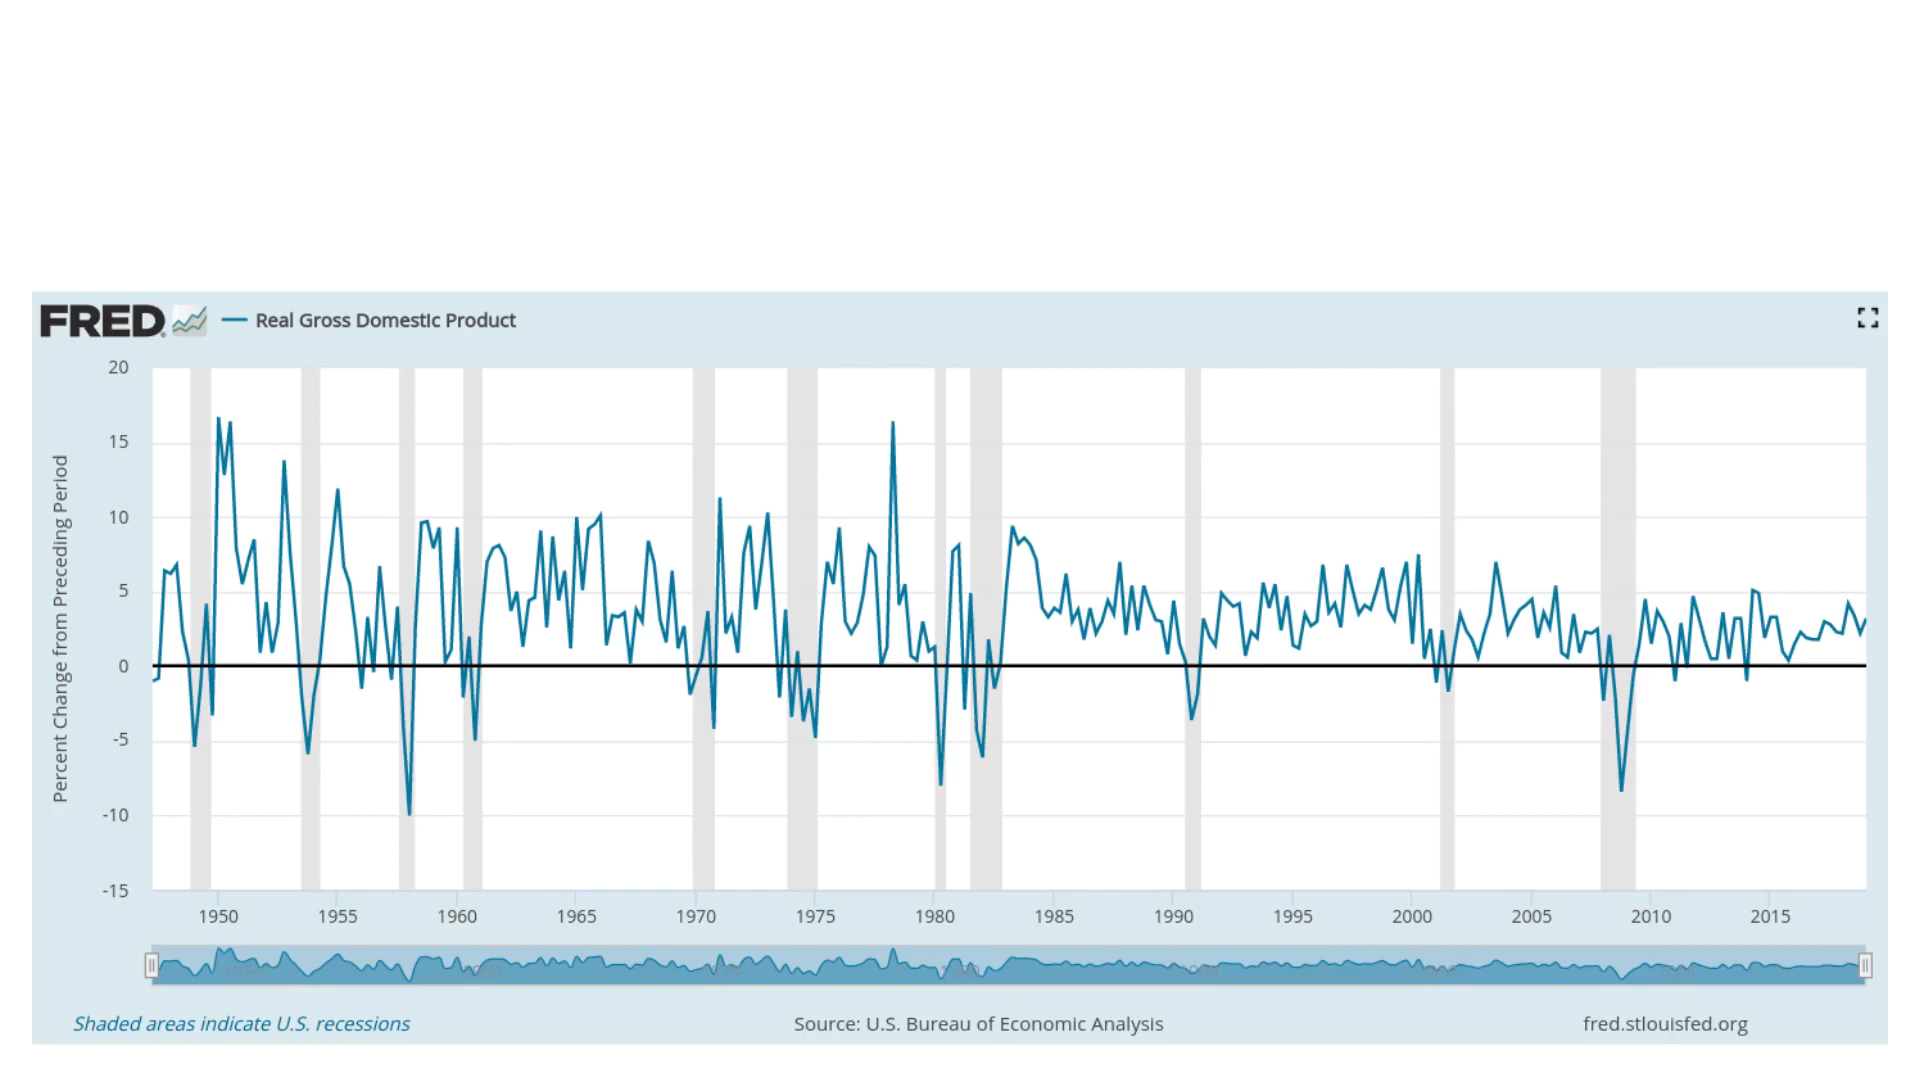 FRED
Real Gross Domestic Product
Percent Change from Preceding Period
20
15
10
5
0
-5
-10
-15
1950 1955 1960 1965 1970 1975 1980 1985 1990 1995 2000 2005 2010 2015
Shaded areas indicate U.S. recessions
Source: U.S. Bureau of Economic Analysis
fred.stlouisfed.org